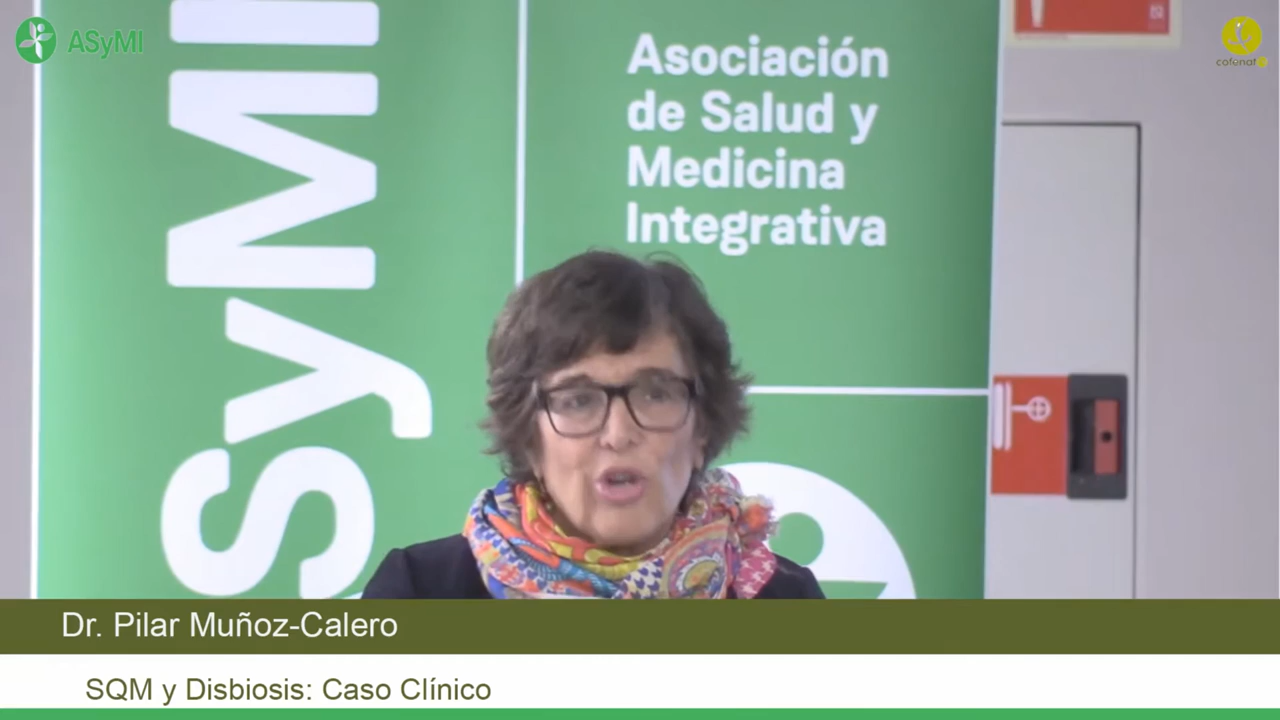 ASyMI
cofenat
ASyMI
Asociación
de Salud y
Medicina
Integrativa
Dr. Pilar Muñoz-Calero
SQM y Disbiosis: Caso Clínico